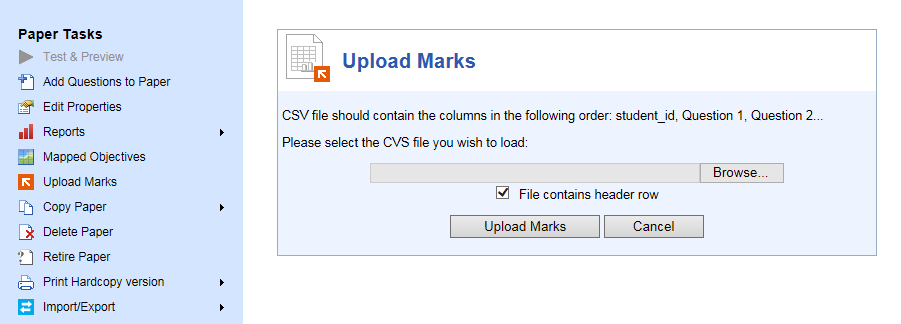 Paper Tasks
Test & Preview
Add Questions to Paper
Edit Properties
Reports
Mapped Objectives
Upload Marks
Copy Paper
Delete Paper
Retire Paper
Print Hardcopy version
Import/Export
Upload Marks
CSV file should contain the columns in the following order: student_id, Question 1, Question 2...
Please select the CVS file you wish to load:
Browse...
File contains header row
Upload Marks
Cancel